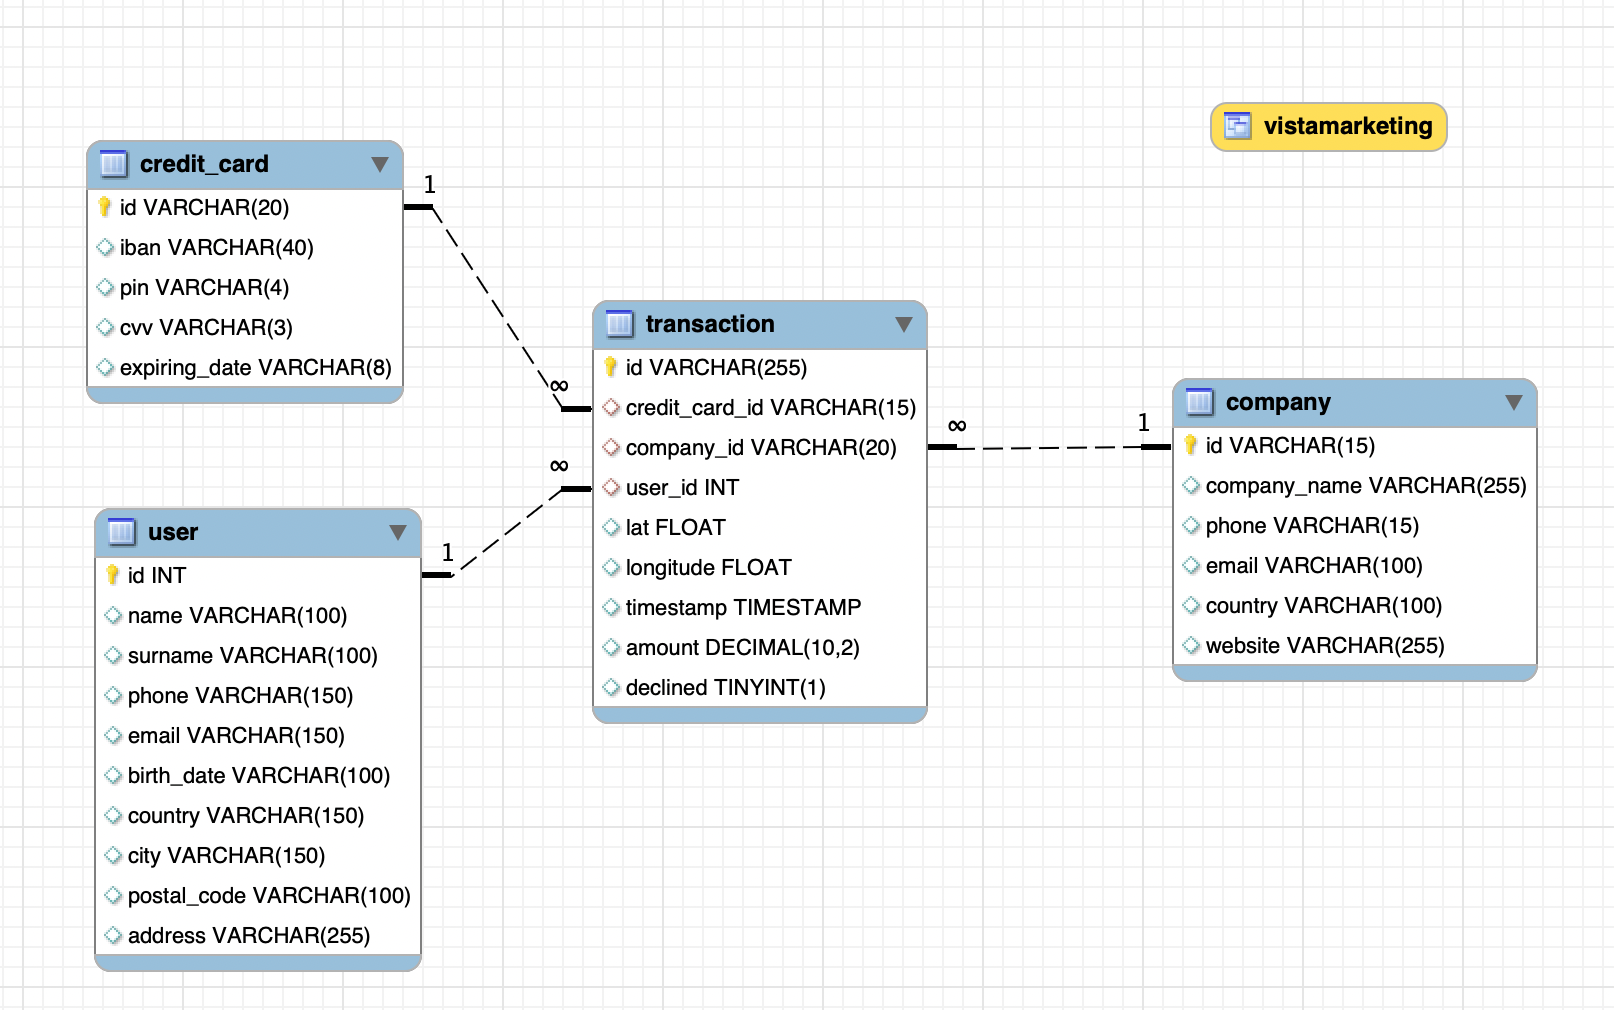 vistamarketing
credit_card
id VARCHAR(20)
iban VARCHAR(40)
pin VARCHAR(4)
cvv VARCHAR(3)
expiring_date VARCHAR(8)
1
∞
transaction
id VARCHAR(255)
credit_card_id VARCHAR(15)
company_id VARCHAR(20)
user_id INT
lat FLOAT
longitude FLOAT
timestamp TIMESTAMP
amount DECIMAL(10,2)
declined TINYINT(1)
∞
1
company
id VARCHAR(15)
company_name VARCHAR(255)
phone VARCHAR(15)
email VARCHAR(100)
country VARCHAR(100)
website VARCHAR(255)
∞
1
user
id INT
name VARCHAR(100)
surname VARCHAR(100)
phone VARCHAR(150)
email VARCHAR(150)
birth_date VARCHAR(100)
country VARCHAR(150)
city VARCHAR(150)
postal_code VARCHAR(100)
address VARCHAR(255)